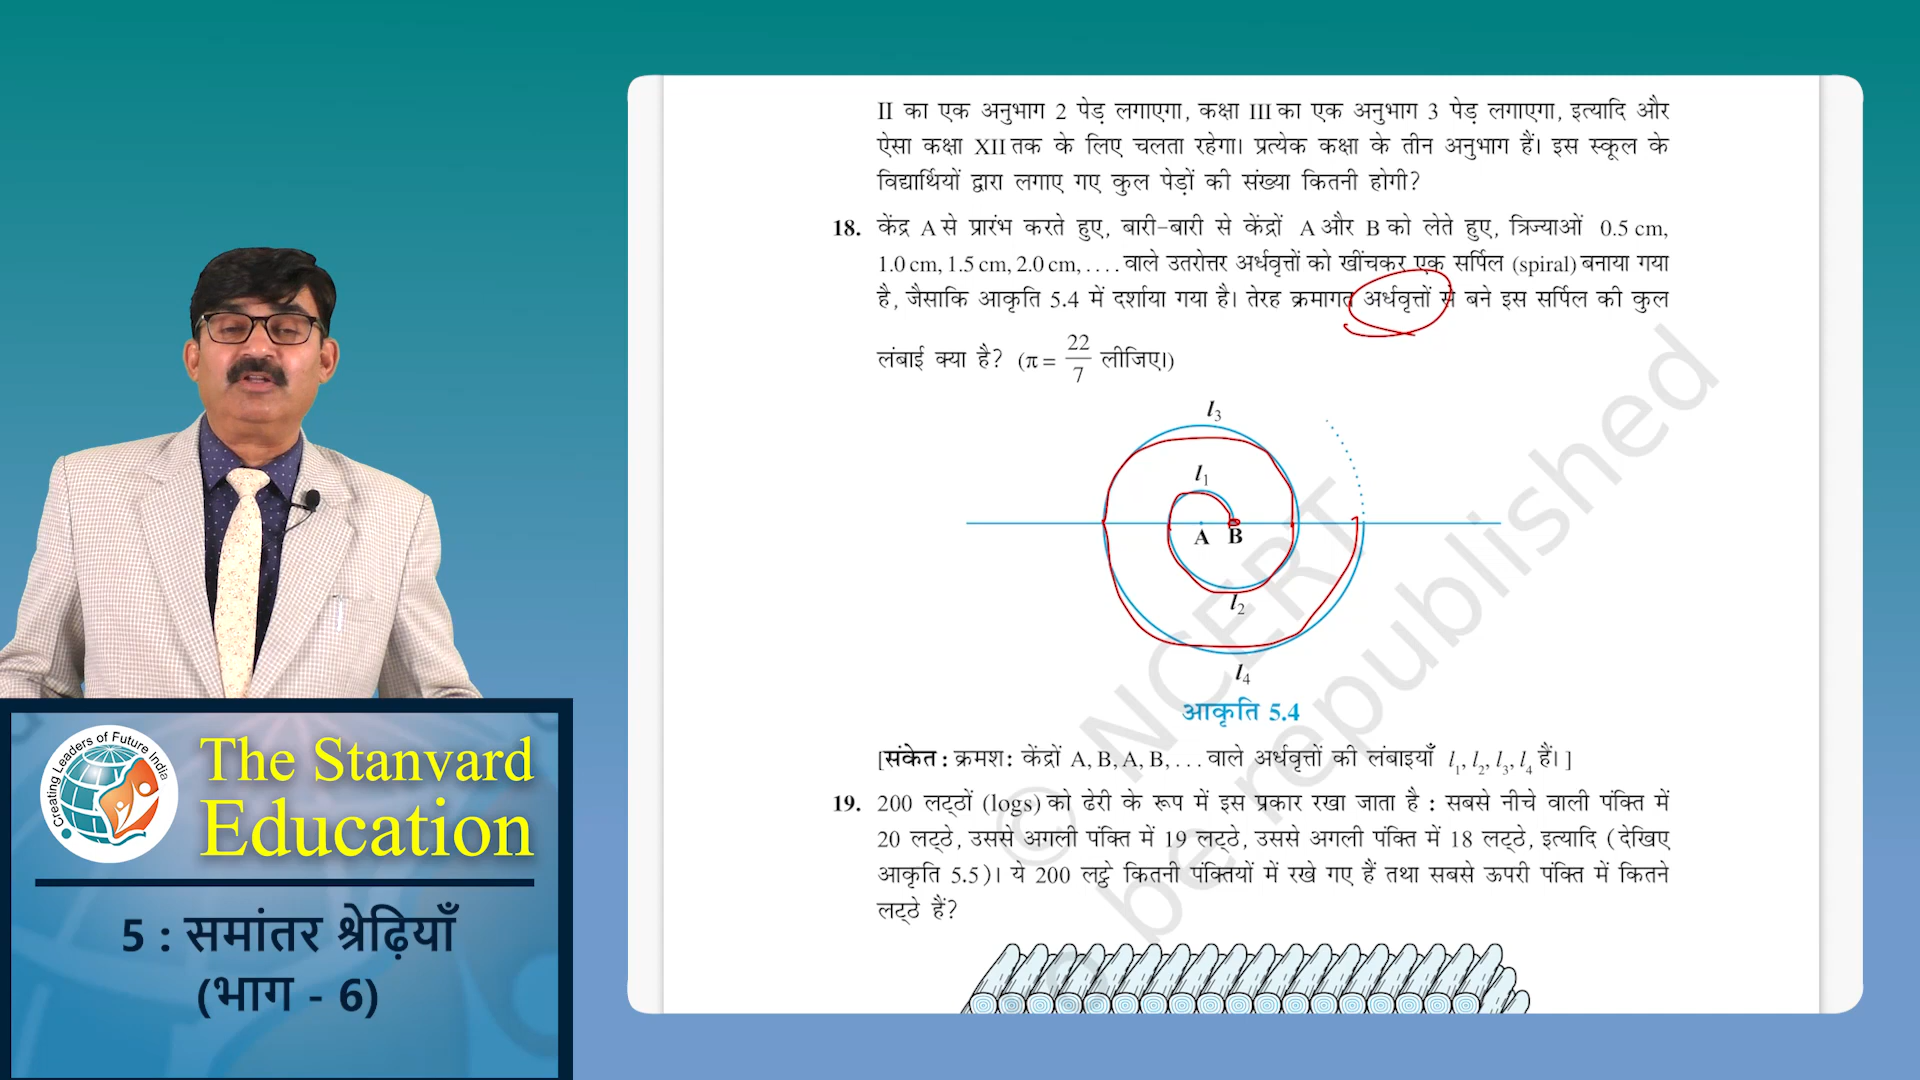 II का एक अनुभाग 2 पेड़ लगाएगा, कक्षा III का एक अनुभाग 3 पेड़ लगाएगा, इत्यादि और
ऐसा कक्षा XII तक के लिए चलता रहेगा। प्रत्येक कक्षा के तीन अनुभाग हैं। इस स्कूल के
विद्यार्थियों द्वारा लगाए गए कुल पेड़ों की संख्या कितनी होगी?
18. केंद्र A से प्रारंभ करते हुए, बारी-बारी से केंद्रों A और B को लेते हुए, त्रिज्याओं 0.5 cm,
1.0 cm, 1.5 cm, 2.0 cm, .... वाले उतरोत्तर अर्धवृत्तों को खींचकर एक सर्पिल (spiral) बनाया गया
है, जैसाकि आकृति 5.4 में दर्शाया गया है। तेरह क्रमागत अर्धवृत्तों से बने इस सर्पिल की कुल
लंबाई क्या है? (π = 22/7 लीजिए।)
l₃
l₁
A B
l₂
l₄
आकृति 5.4
[संकेत : क्रमश: केंद्रों A, B, A, B, . . . वाले अर्धवृत्तों की लंबाइयाँ l₁, l₂, l₃, l₄ हैं। ]
19. 200 लट्ठों (logs) को ढेरी के रूप में इस प्रकार रखा जाता है : सबसे नीचे वाली पंक्ति में
20 लट्ठे, उससे अगली पंक्ति में 19 लट्ठे, उससे अगली पंक्ति में 18 लट्ठे, इत्यादि (देखिए
आकृति 5.5)। ये 200 लट्ठे कितनी पंक्तियों में रखे गए हैं तथा सबसे ऊपरी पंक्ति में कितने
लट्ठे हैं?
© NCERT
be republished
Creating Leaders of Future India
The Stanvard
Education
5 : समांतर श्रेढ़ियाँ
(भाग - 6)